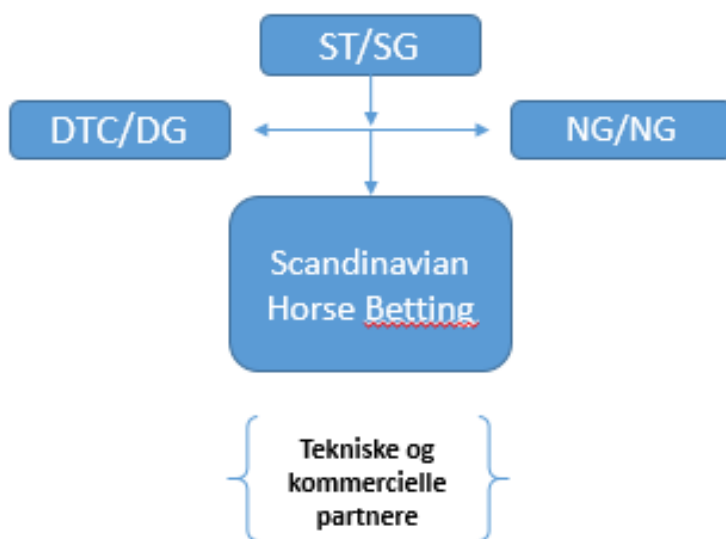 ST/SG
DTC/DG
NG/NG
Scandinavian
Horse Betting
Tekniske og
kommercielle
partnere